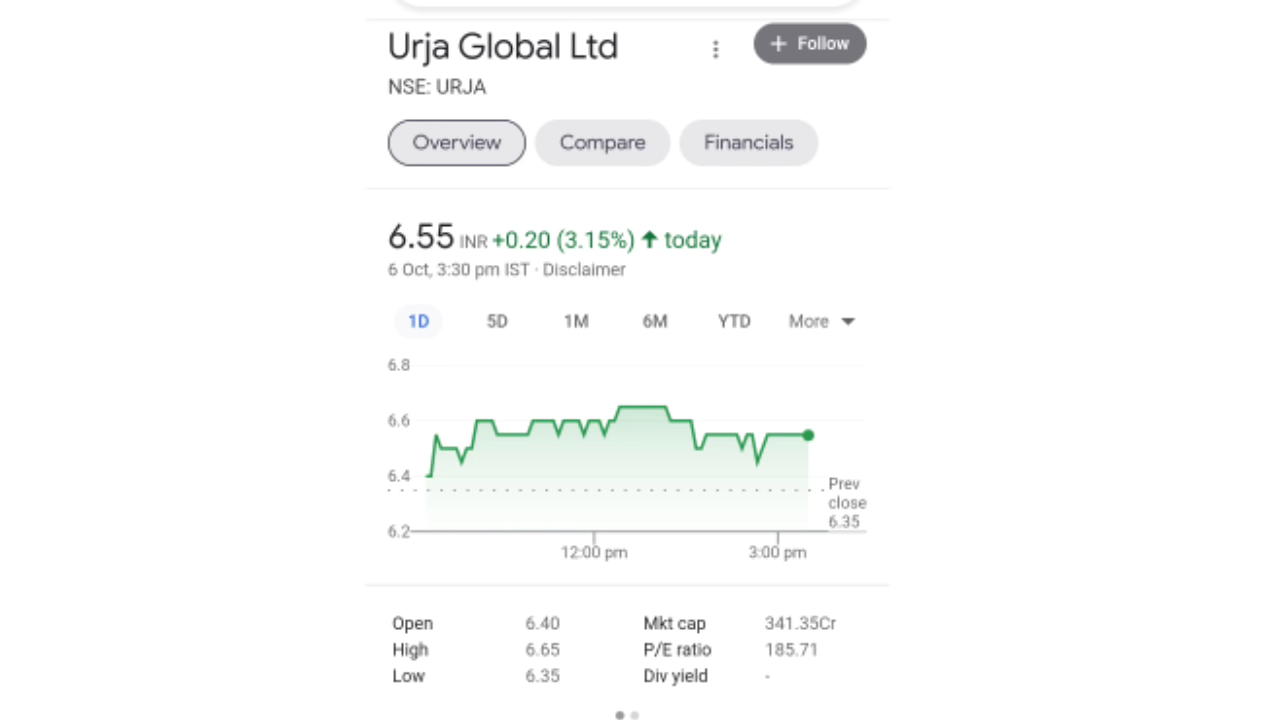 Urja Global Ltd
+ Follow
NSE: URJA
Overview Compare Financials
6.55 INR +0.20 (3.15%) ↑ today
6 Oct, 3:30 pm IST · Disclaimer
1D 5D 1M 6M YTD More
6.8
6.6
6.4
Prev
close
6.35
6.2
12:00 pm 3:00 pm
Open 6.40 Mkt cap 341.35Cr
High 6.65 P/E ratio 185.71
Low 6.35 Div yield -